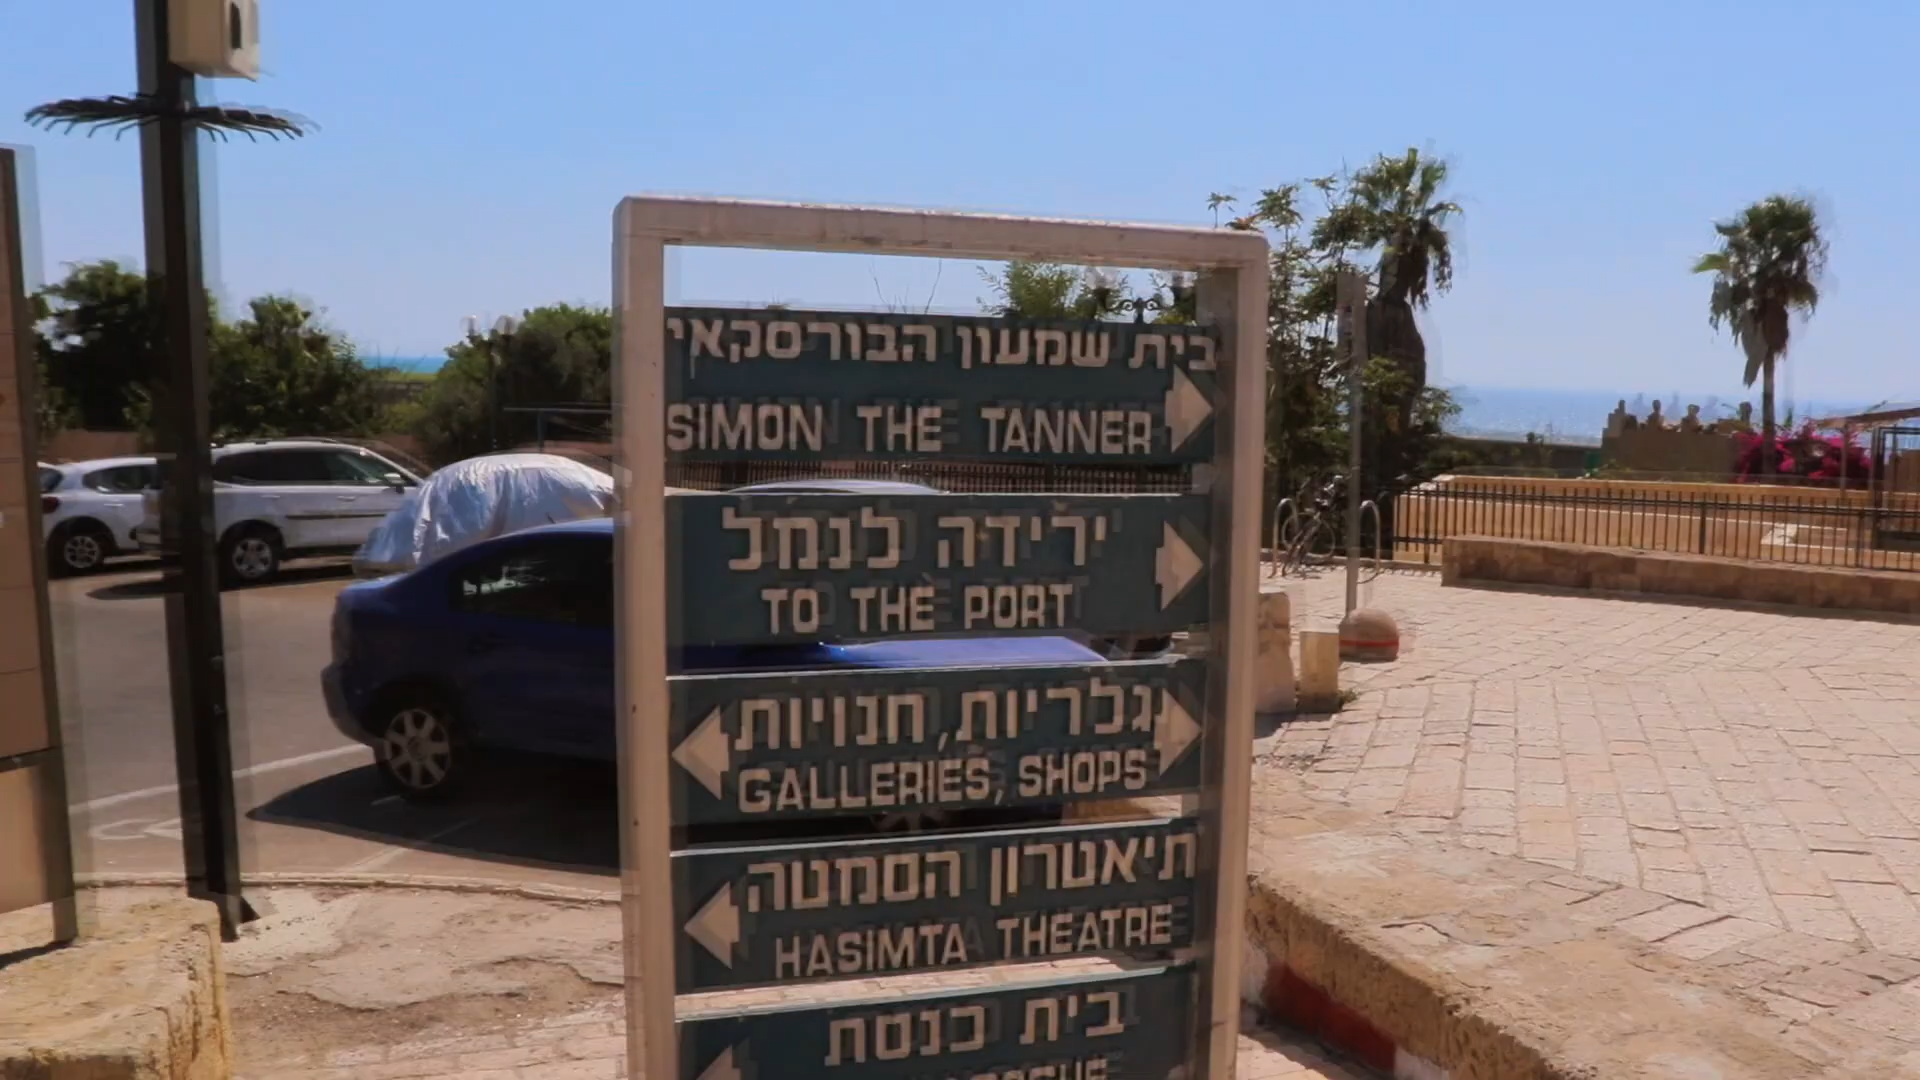 בית שמעון הבורסקאי
SIMON THE TANNER
ירידה לנמל
TO THE PORT
גלריות, חנויות
GALLERIES, SHOPS
תיאטרון הסמטה
HASIMTA THEATRE
בית כנסת